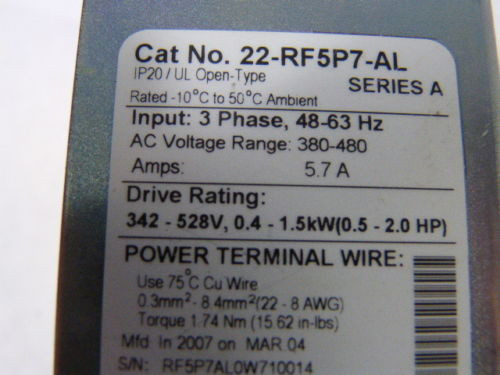 Cat No. 22-RF5P7-AL
IP20 / UL Open-Type
SERIES A
Rated -10°C to 50°C Ambient
Input: 3 Phase, 48-63 Hz
AC Voltage Range: 380-480
Amps: 5.7 A
Drive Rating:
342 - 528V, 0.4 - 1.5kW(0.5 - 2.0 HP)
POWER TERMINAL WIRE:
Use 75°C Cu Wire
0.3mm² - 8.4mm²(22 - 8 AWG)
Torque 1.74 Nm (15.62 in-lbs)
Mfd In 2007 on MAR 04
S/N: RF5P7AL0W710014